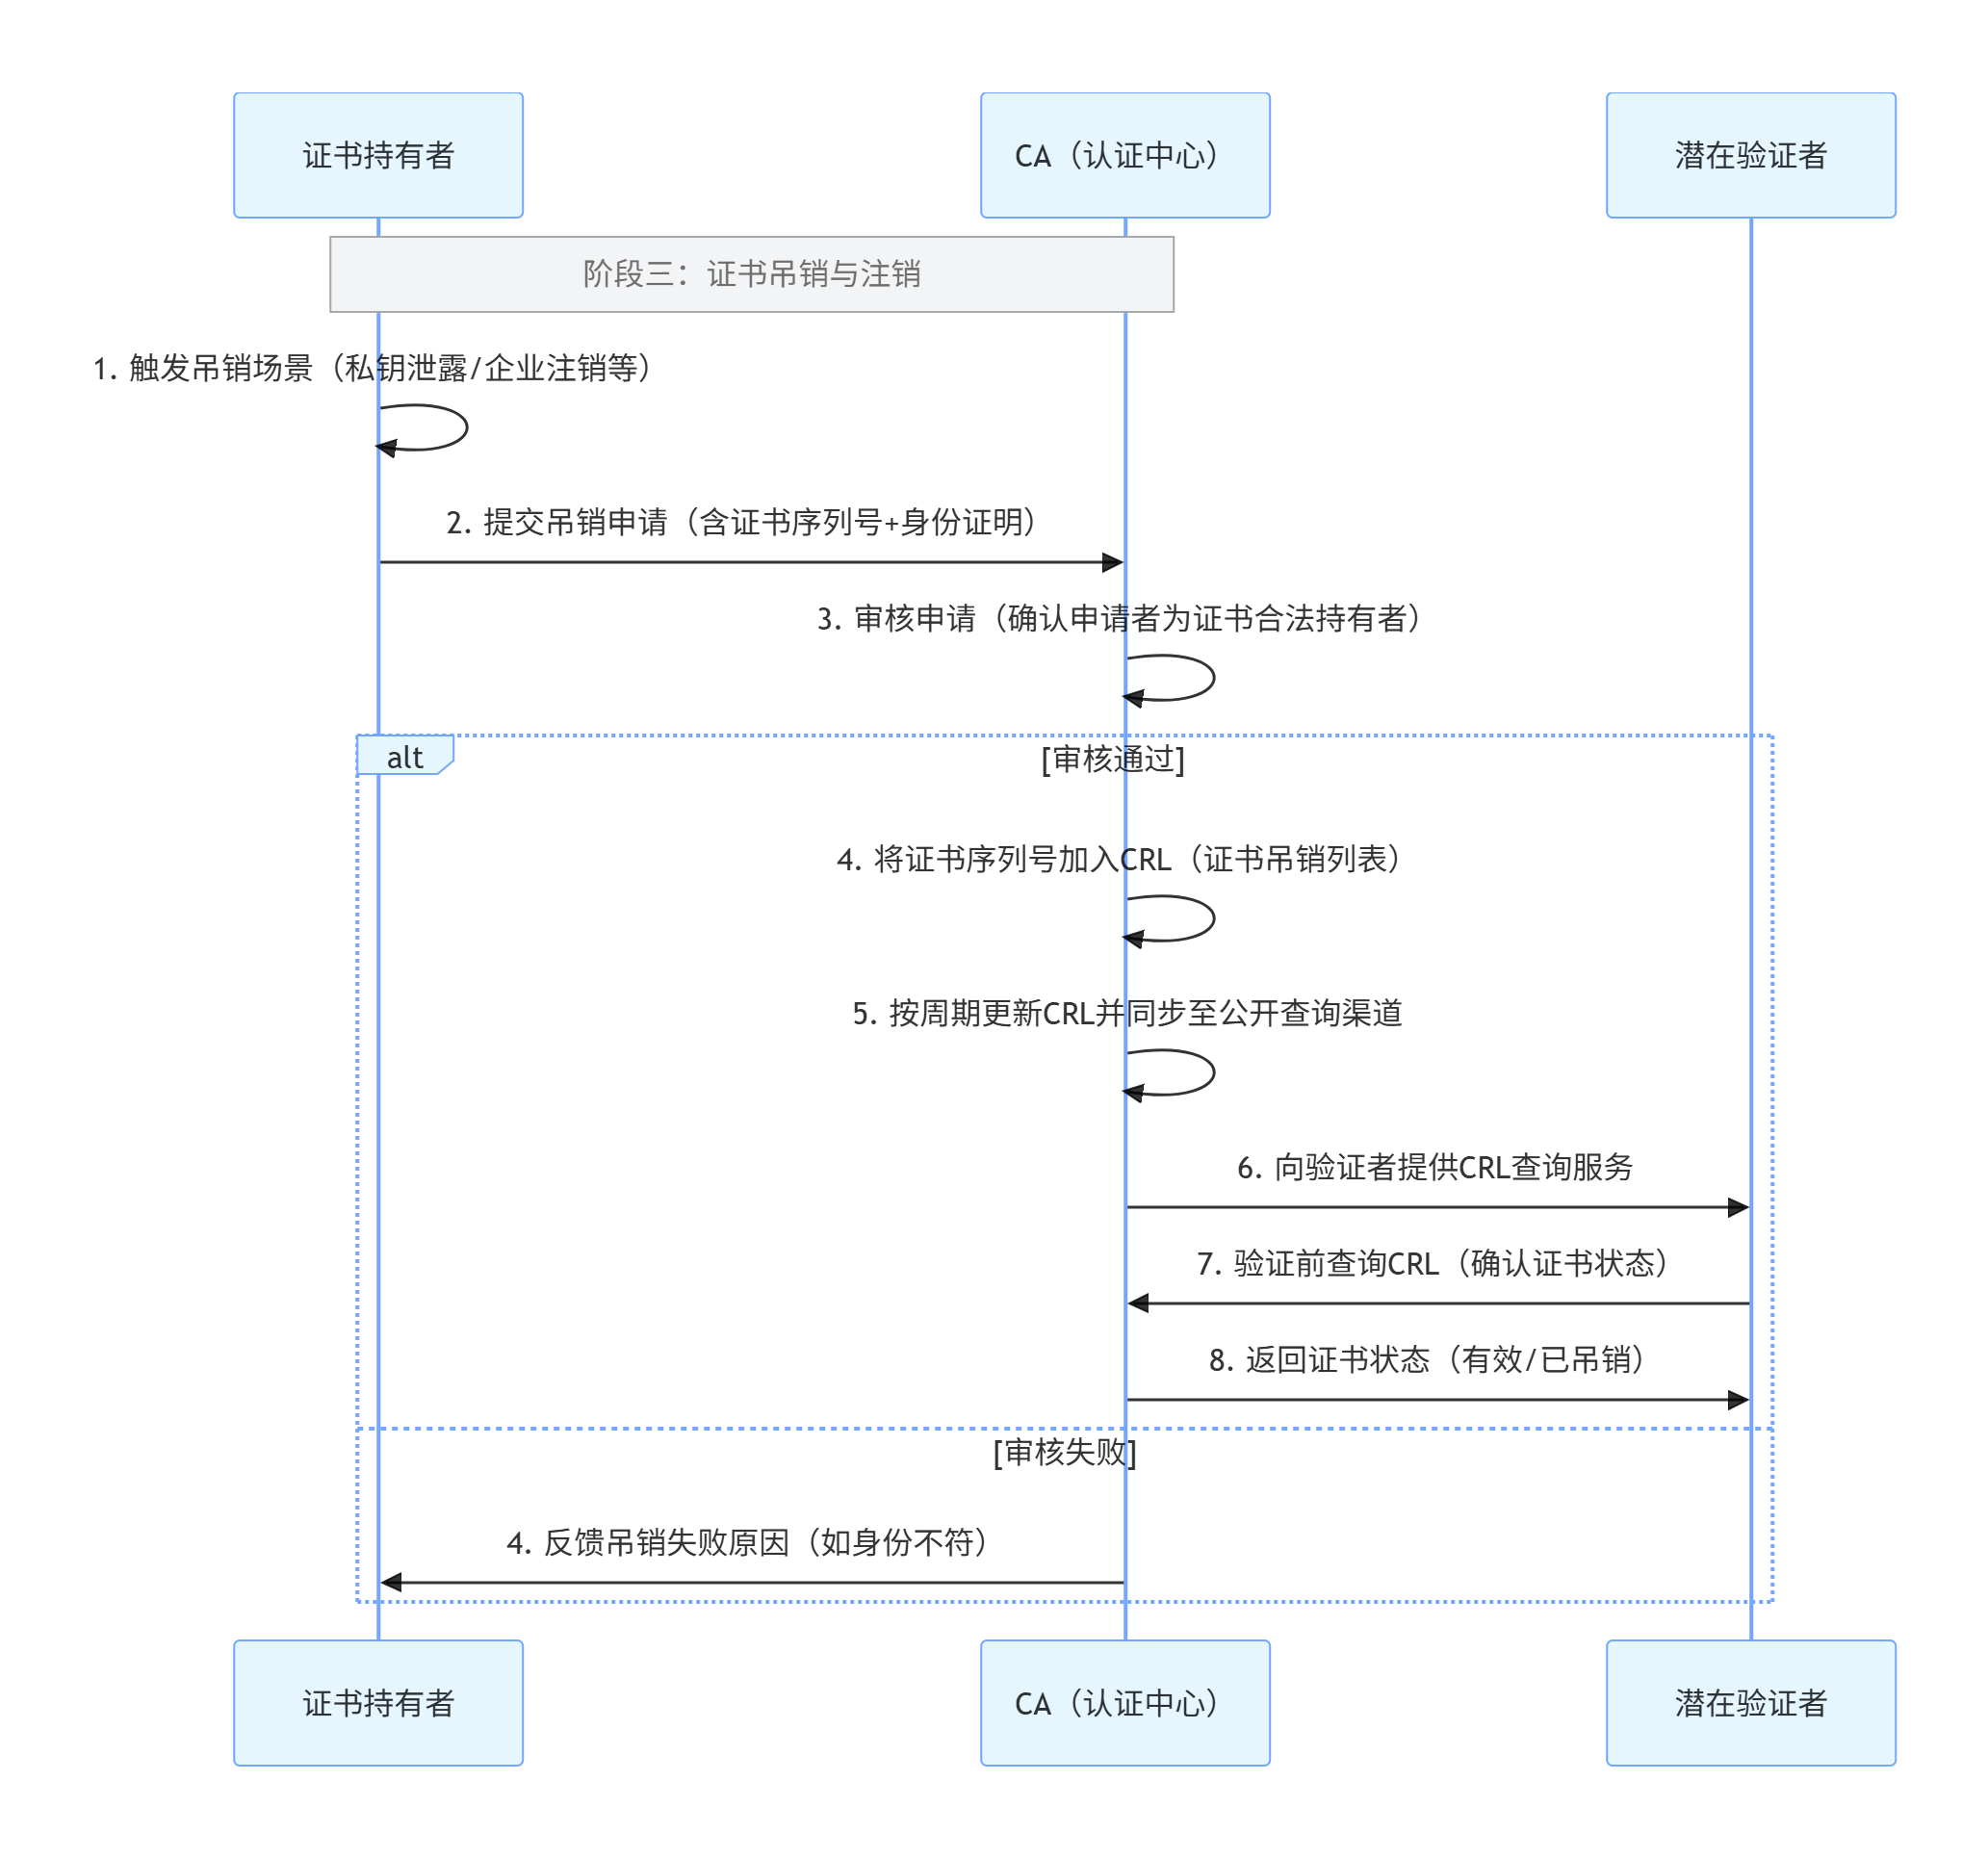 证书持有者
CA（认证中心）
潜在验证者
阶段三：证书吊销与注销
1. 触发吊销场景（私钥泄露/企业注销等）
2. 提交吊销申请（含证书序列号+身份证明）
3. 审核申请（确认申请者为证书合法持有者）
alt
[审核通过]
4. 将证书序列号加入CRL（证书吊销列表）
5. 按周期更新CRL并同步至公开查询渠道
6. 向验证者提供CRL查询服务
7. 验证前查询CRL（确认证书状态）
8. 返回证书状态（有效/已吊销）
[审核失败]
4. 反馈吊销失败原因（如身份不符）
证书持有者
CA（认证中心）
潜在验证者